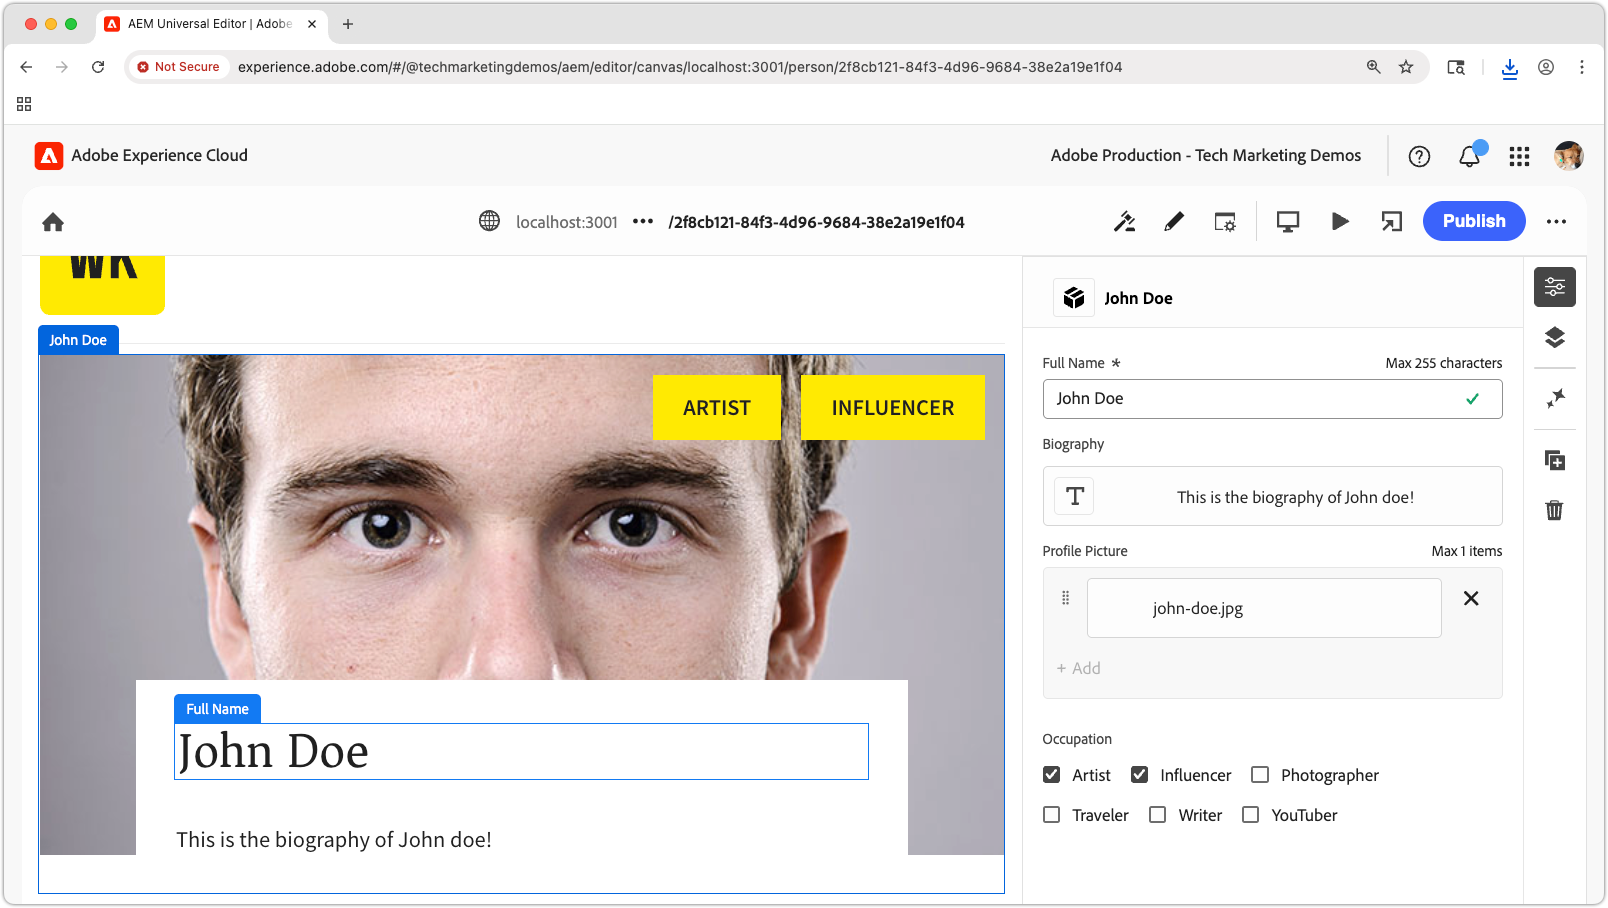 AEM Universal Editor | Adobe
Not Secure
experience.adobe.com/#/@techmarketingdemos/aem/editor/canvas/localhost:3001/person/2f8cb121-84f3-4d96-9684-38e2a19e1f04
Adobe Experience Cloud
Adobe Production - Tech Marketing Demos
localhost:3001 ••• /2f8cb121-84f3-4d96-9684-38e2a19e1f04
Publish
WK
John Doe
ARTIST
INFLUENCER
Full Name
John Doe
This is the biography of John doe!
John Doe
Full Name *
Max 255 characters
John Doe
Biography
T
This is the biography of John doe!
Profile Picture
Max 1 items
john-doe.jpg
+ Add
Occupation
Artist
Influencer
Photographer
Traveler
Writer
YouTuber